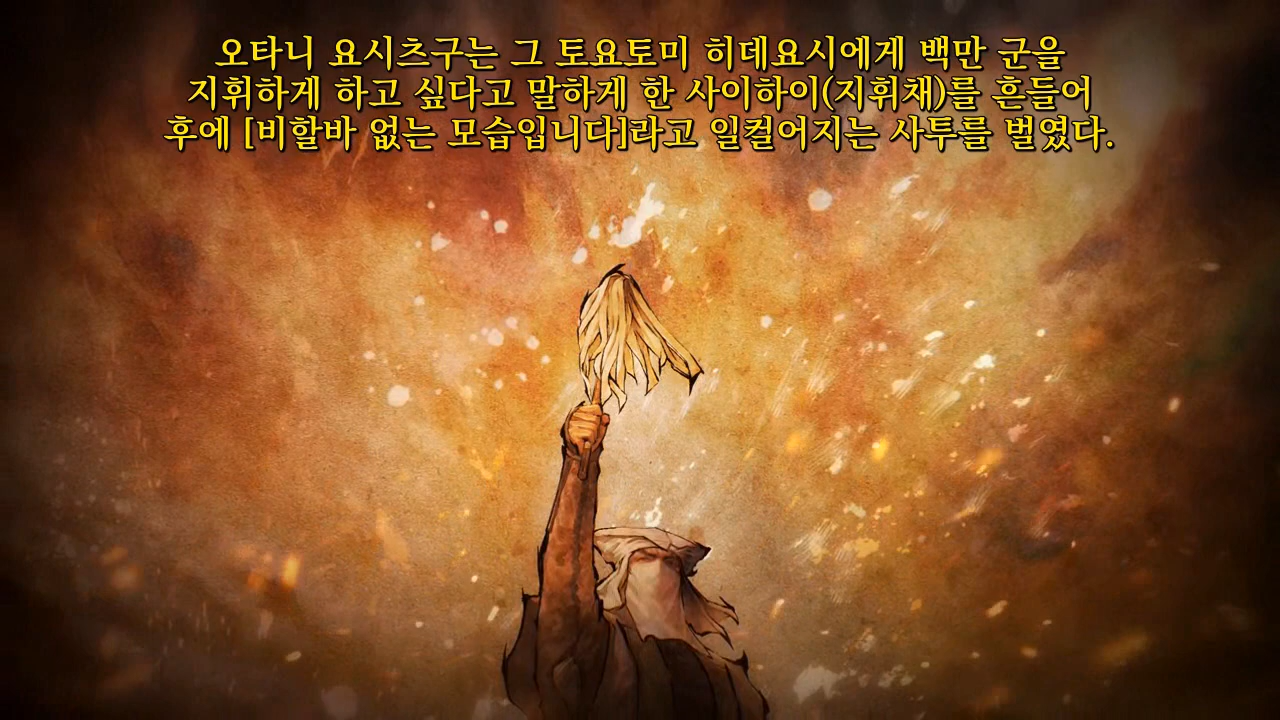 오타니 요시츠구는 그 토요토미 히데요시에게 백만 군을
지휘하게 하고 싶다고 말하게 한 사이하이(지휘채)를 흔들어
후에 [비할바 없는 모습입니다]라고 일컬어지는 사투를 벌였다.